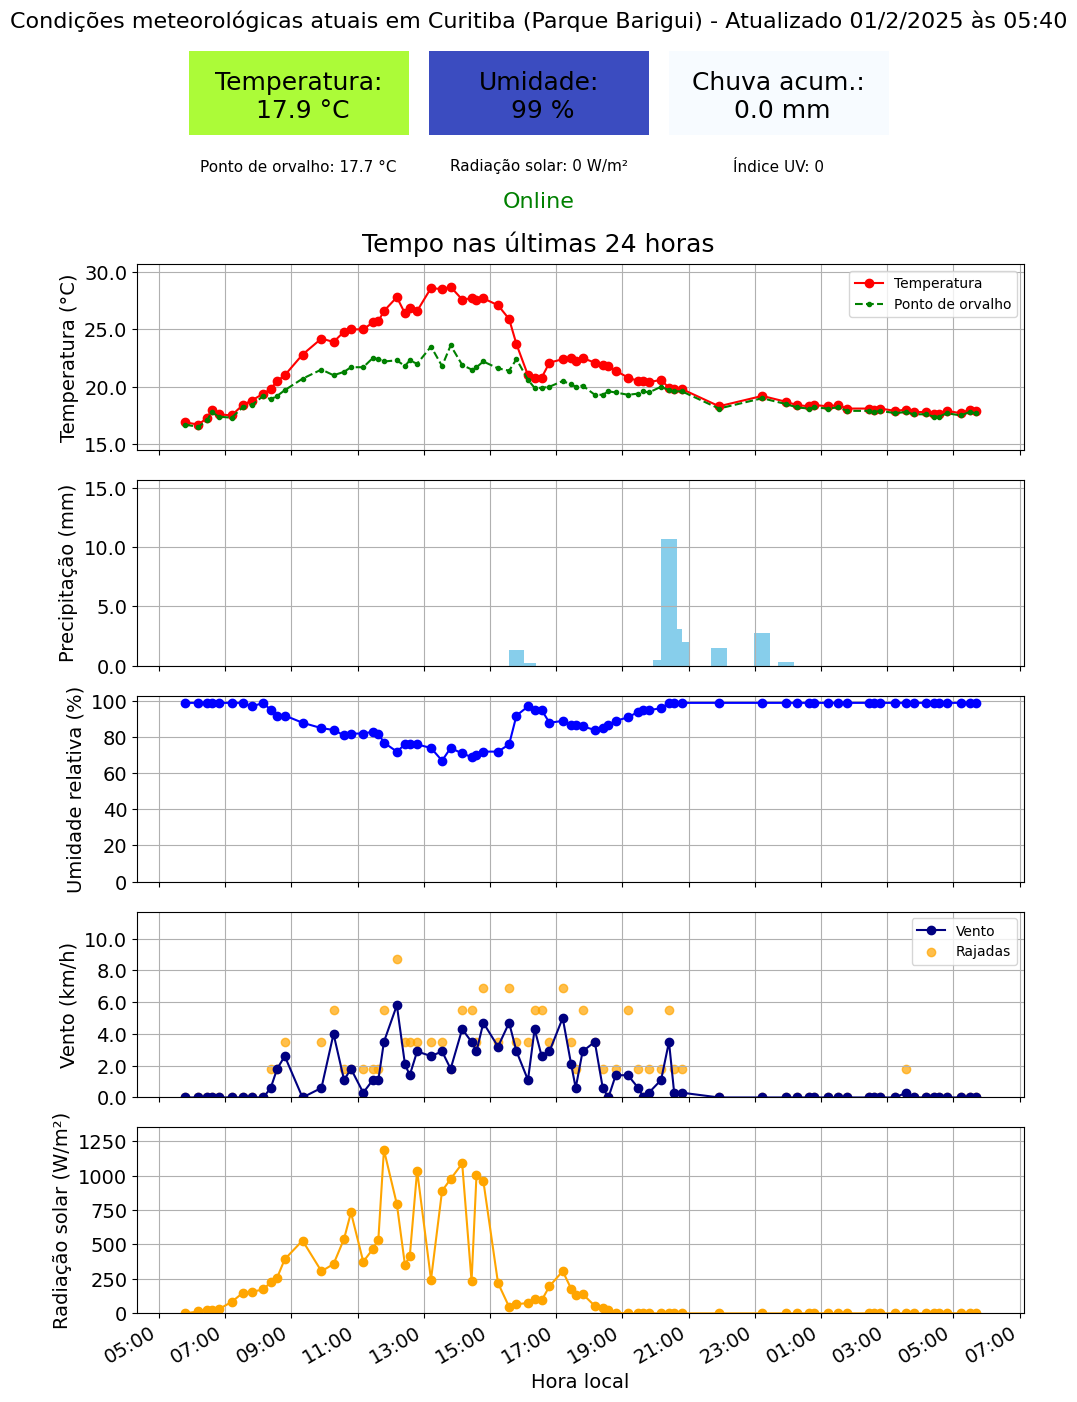 Condições meteorológicas atuais em Curitiba (Parque Barigui) - Atualizado 01/2/2025 às 05:40
Temperatura:
17.9 °C
Umidade:
99 %
Chuva acum.:
0.0 mm
Ponto de orvalho: 17.7 °C
Radiação solar: 0 W/m²
Índice UV: 0
Online
Tempo nas últimas 24 horas
Temperatura (°C)
30.0
25.0
20.0
15.0
Temperatura
Ponto de orvalho
Precipitação (mm)
15.0
10.0
5.0
0.0
Umidade relativa (%)
100
80
60
40
20
0
Vento (km/h)
10.0
8.0
6.0
4.0
2.0
0.0
Vento
Rajadas
Radiação solar (W/m²)
1250
1000
750
500
250
0
05:00
07:00
09:00
11:00
13:00
15:00
17:00
19:00
21:00
23:00
01:00
03:00
05:00
07:00
Hora local